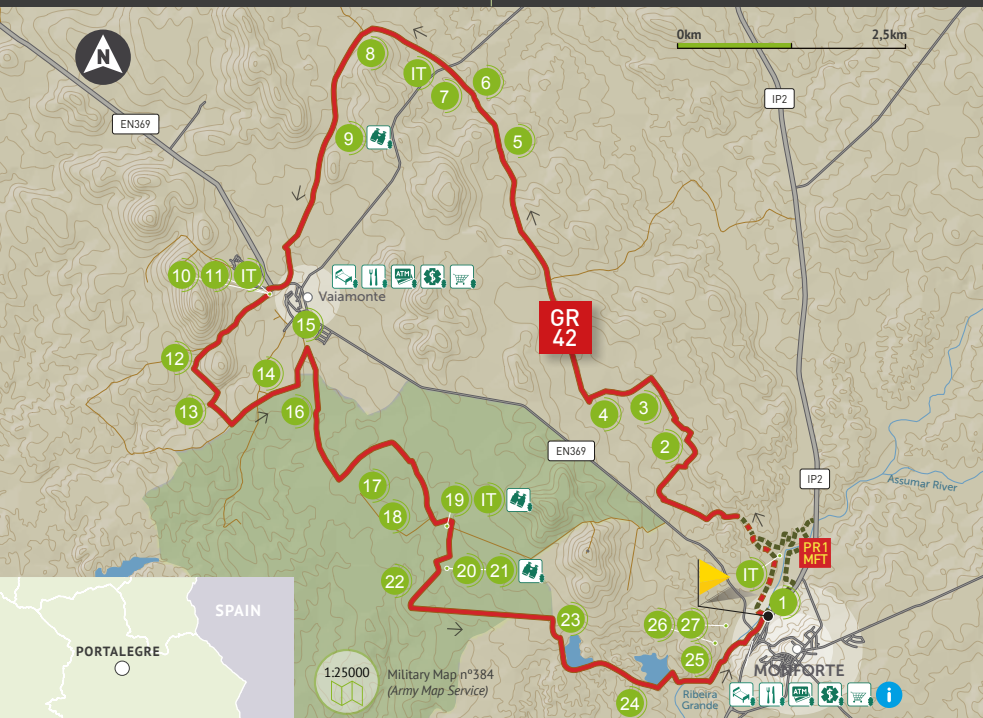 N
0km 2,5km
8
IT
7
6
EN369
IP2
9
5
10 11 IT
ATM
Vaiamonte
15
GR
42
12
14
13
16
4
3
2
EN369
IP2
Assumar River
17
19 IT
18
PR1
MFT
20 21
22
IT
1
SPAIN
23
26 27
PORTALEGRE
25
1:25000
Military Map nº384
(Army Map Service)
MONFORTE
24
Ribeira
Grande
ATM
i